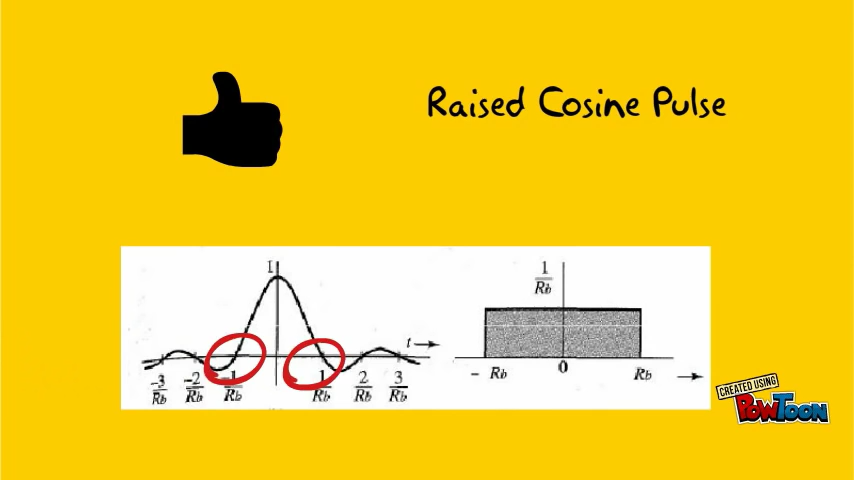 Raised Cosine Pulse
1
t
-3 -2 -1 1 2 3
Rb Rb Rb Rb Rb Rb
1
Rb
- Rb 0 Rb
CREATED USING
POWTOON